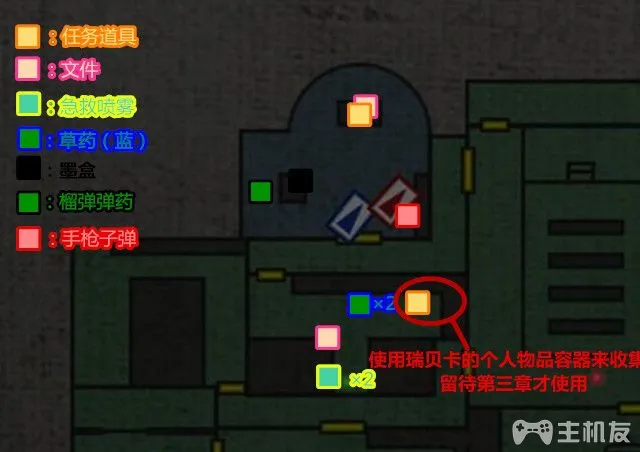 ：任务道具
：文件
：急救喷雾
：草药（蓝）
：墨盒
：榴弹弹药
：手枪子弹
×2
×2
使用瑞贝卡的个人物品容器来收集
留待第三章才使用
主机友